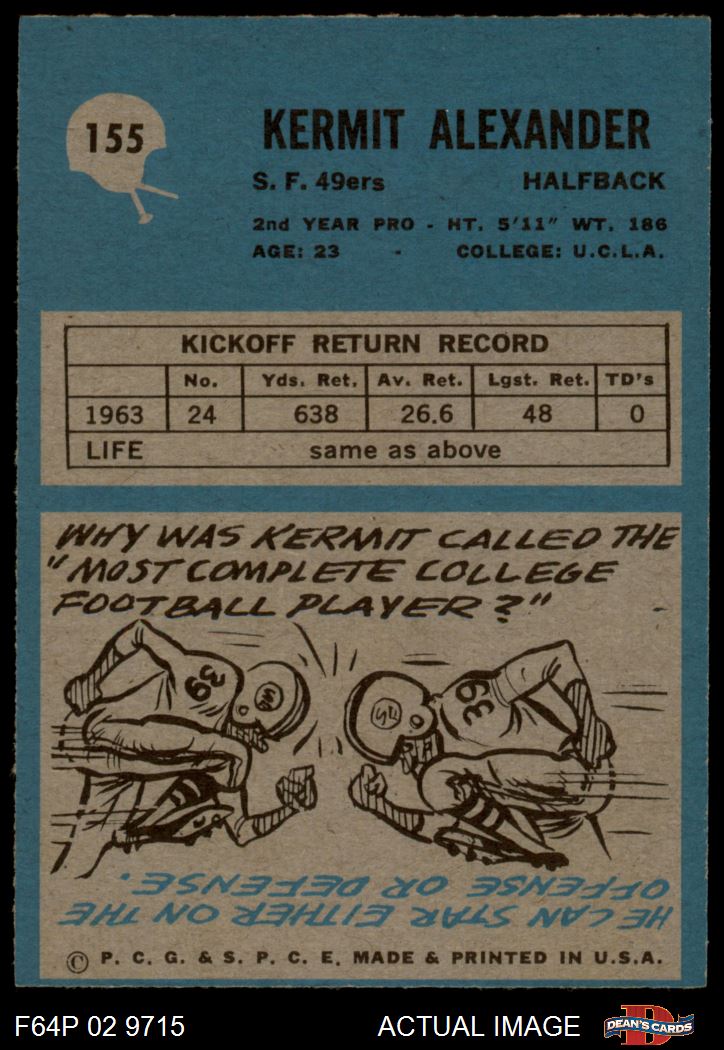 155
KERMIT ALEXANDER
S. F. 49ers HALFBACK
2nd YEAR PRO - HT. 5'11" WT. 186
AGE: 23 - COLLEGE: U.C.L.A.
KICKOFF RETURN RECORD
No. Yds. Ret. Av. Ret. Lgst. Ret. TD's
1963 24 638 26.6 48 0
LIFE same as above
WHY WAS KERMIT CALLED THE
"MOST COMPLETE COLLEGE
FOOTBALL PLAYER?"
39
39
HE CAN STAR EITHER ON THE
OFFENSE OR DEFENSE.
© P. C. G. & S. P. C. E. MADE & PRINTED IN U.S.A.
F64P 02 9715 ACTUAL IMAGE
D
DEAN'S CARDS